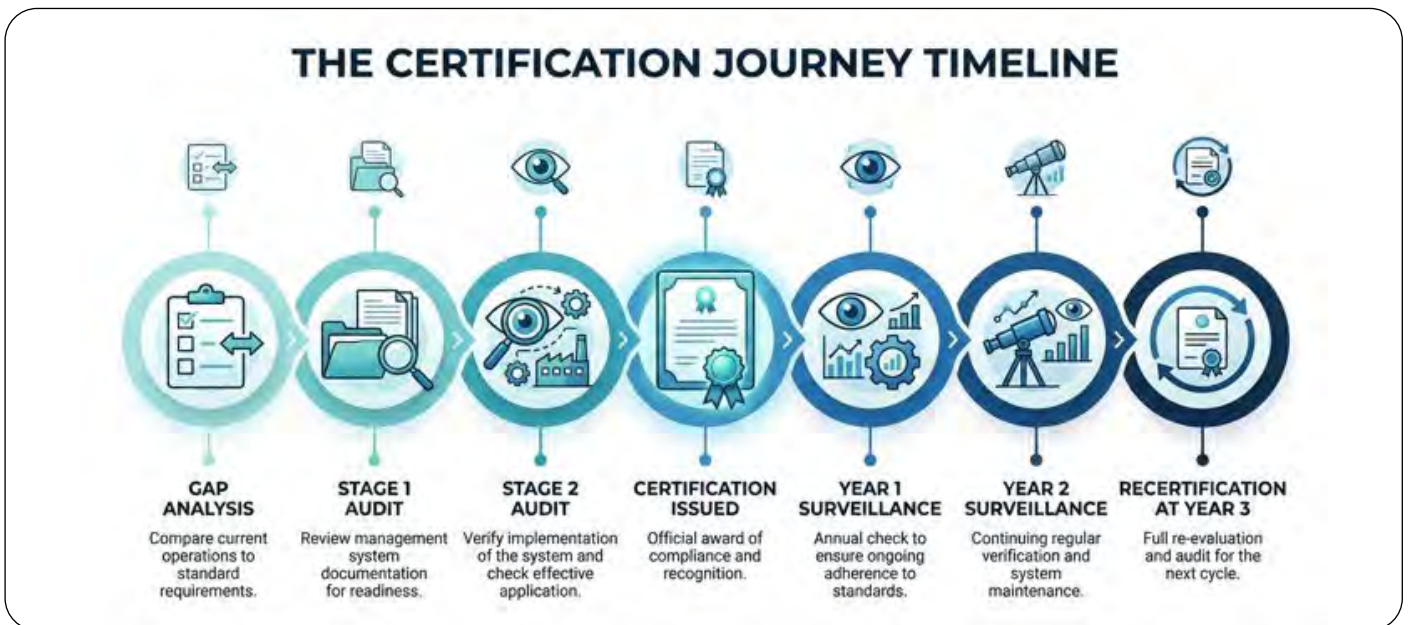 THE CERTIFICATION JOURNEY TIMELINE
GAP
ANALYSIS
Compare current
operations to
standard
requirements.
STAGE 1
AUDIT
Review management
system
documentation
for readiness.
STAGE 2
AUDIT
Verify implementation
of the system and
check effective
application.
CERTIFICATION
ISSUED
Official award of
compliance and
recognition.
YEAR 1
SURVEILLANCE
Annual check to
ensure ongoing
adherence to
standards.
YEAR 2
SURVEILLANCE
Continuing regular
verification and
system
maintenance.
RECERTIFICATION
AT YEAR 3
Full re-evaluation
and audit for the
next cycle.